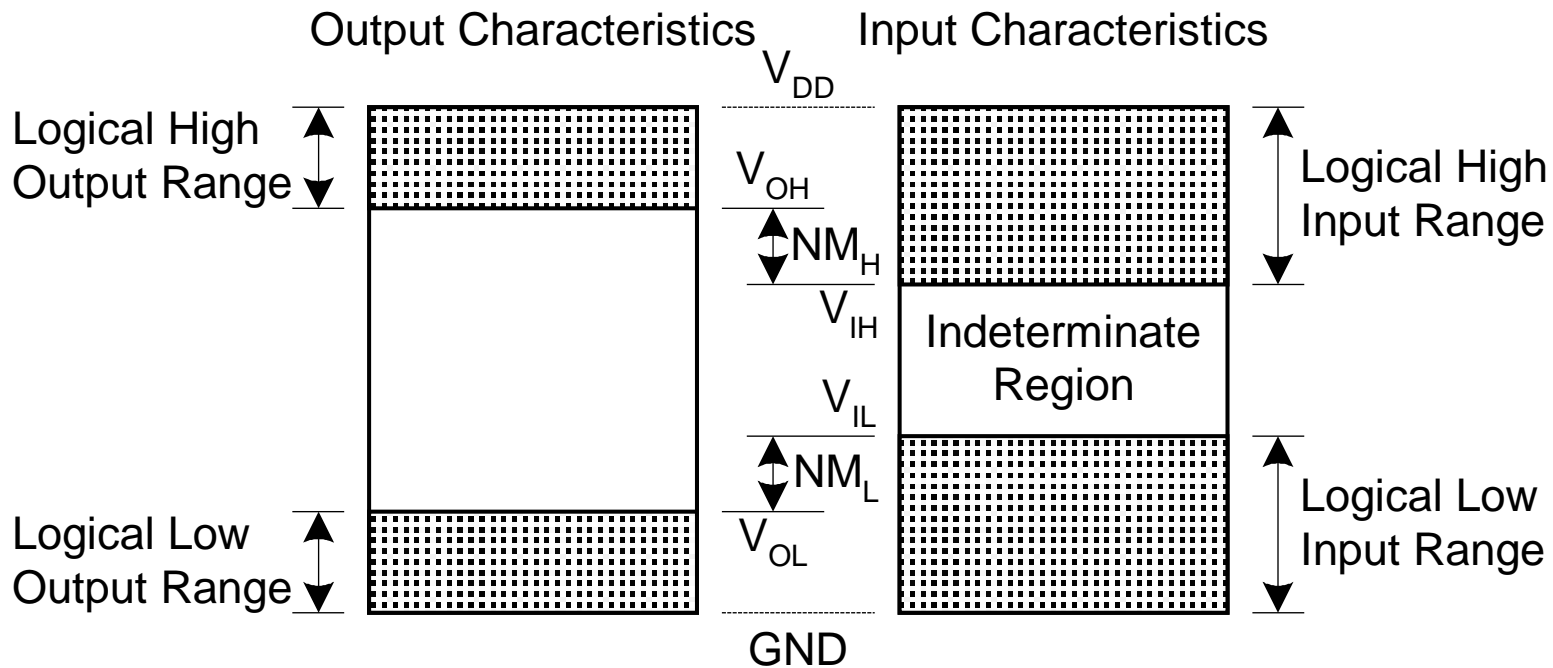 Output Characteristics
Input Characteristics
V_DD
Logical High
Output Range
V_OH
NM_H
V_IH
Logical High
Input Range
Indeterminate
Region
V_IL
NM_L
V_OL
Logical Low
Output Range
Logical Low
Input Range
GND